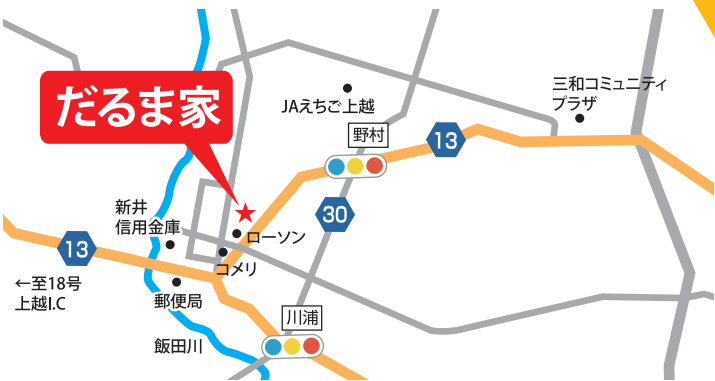 三和コミュニティ
プラザ
JAえちご上越
だるま家
野村
13
30
新井
信用金庫
ローソン
13
コメリ
←至18号
上越I.C
郵便局
川浦
飯田川